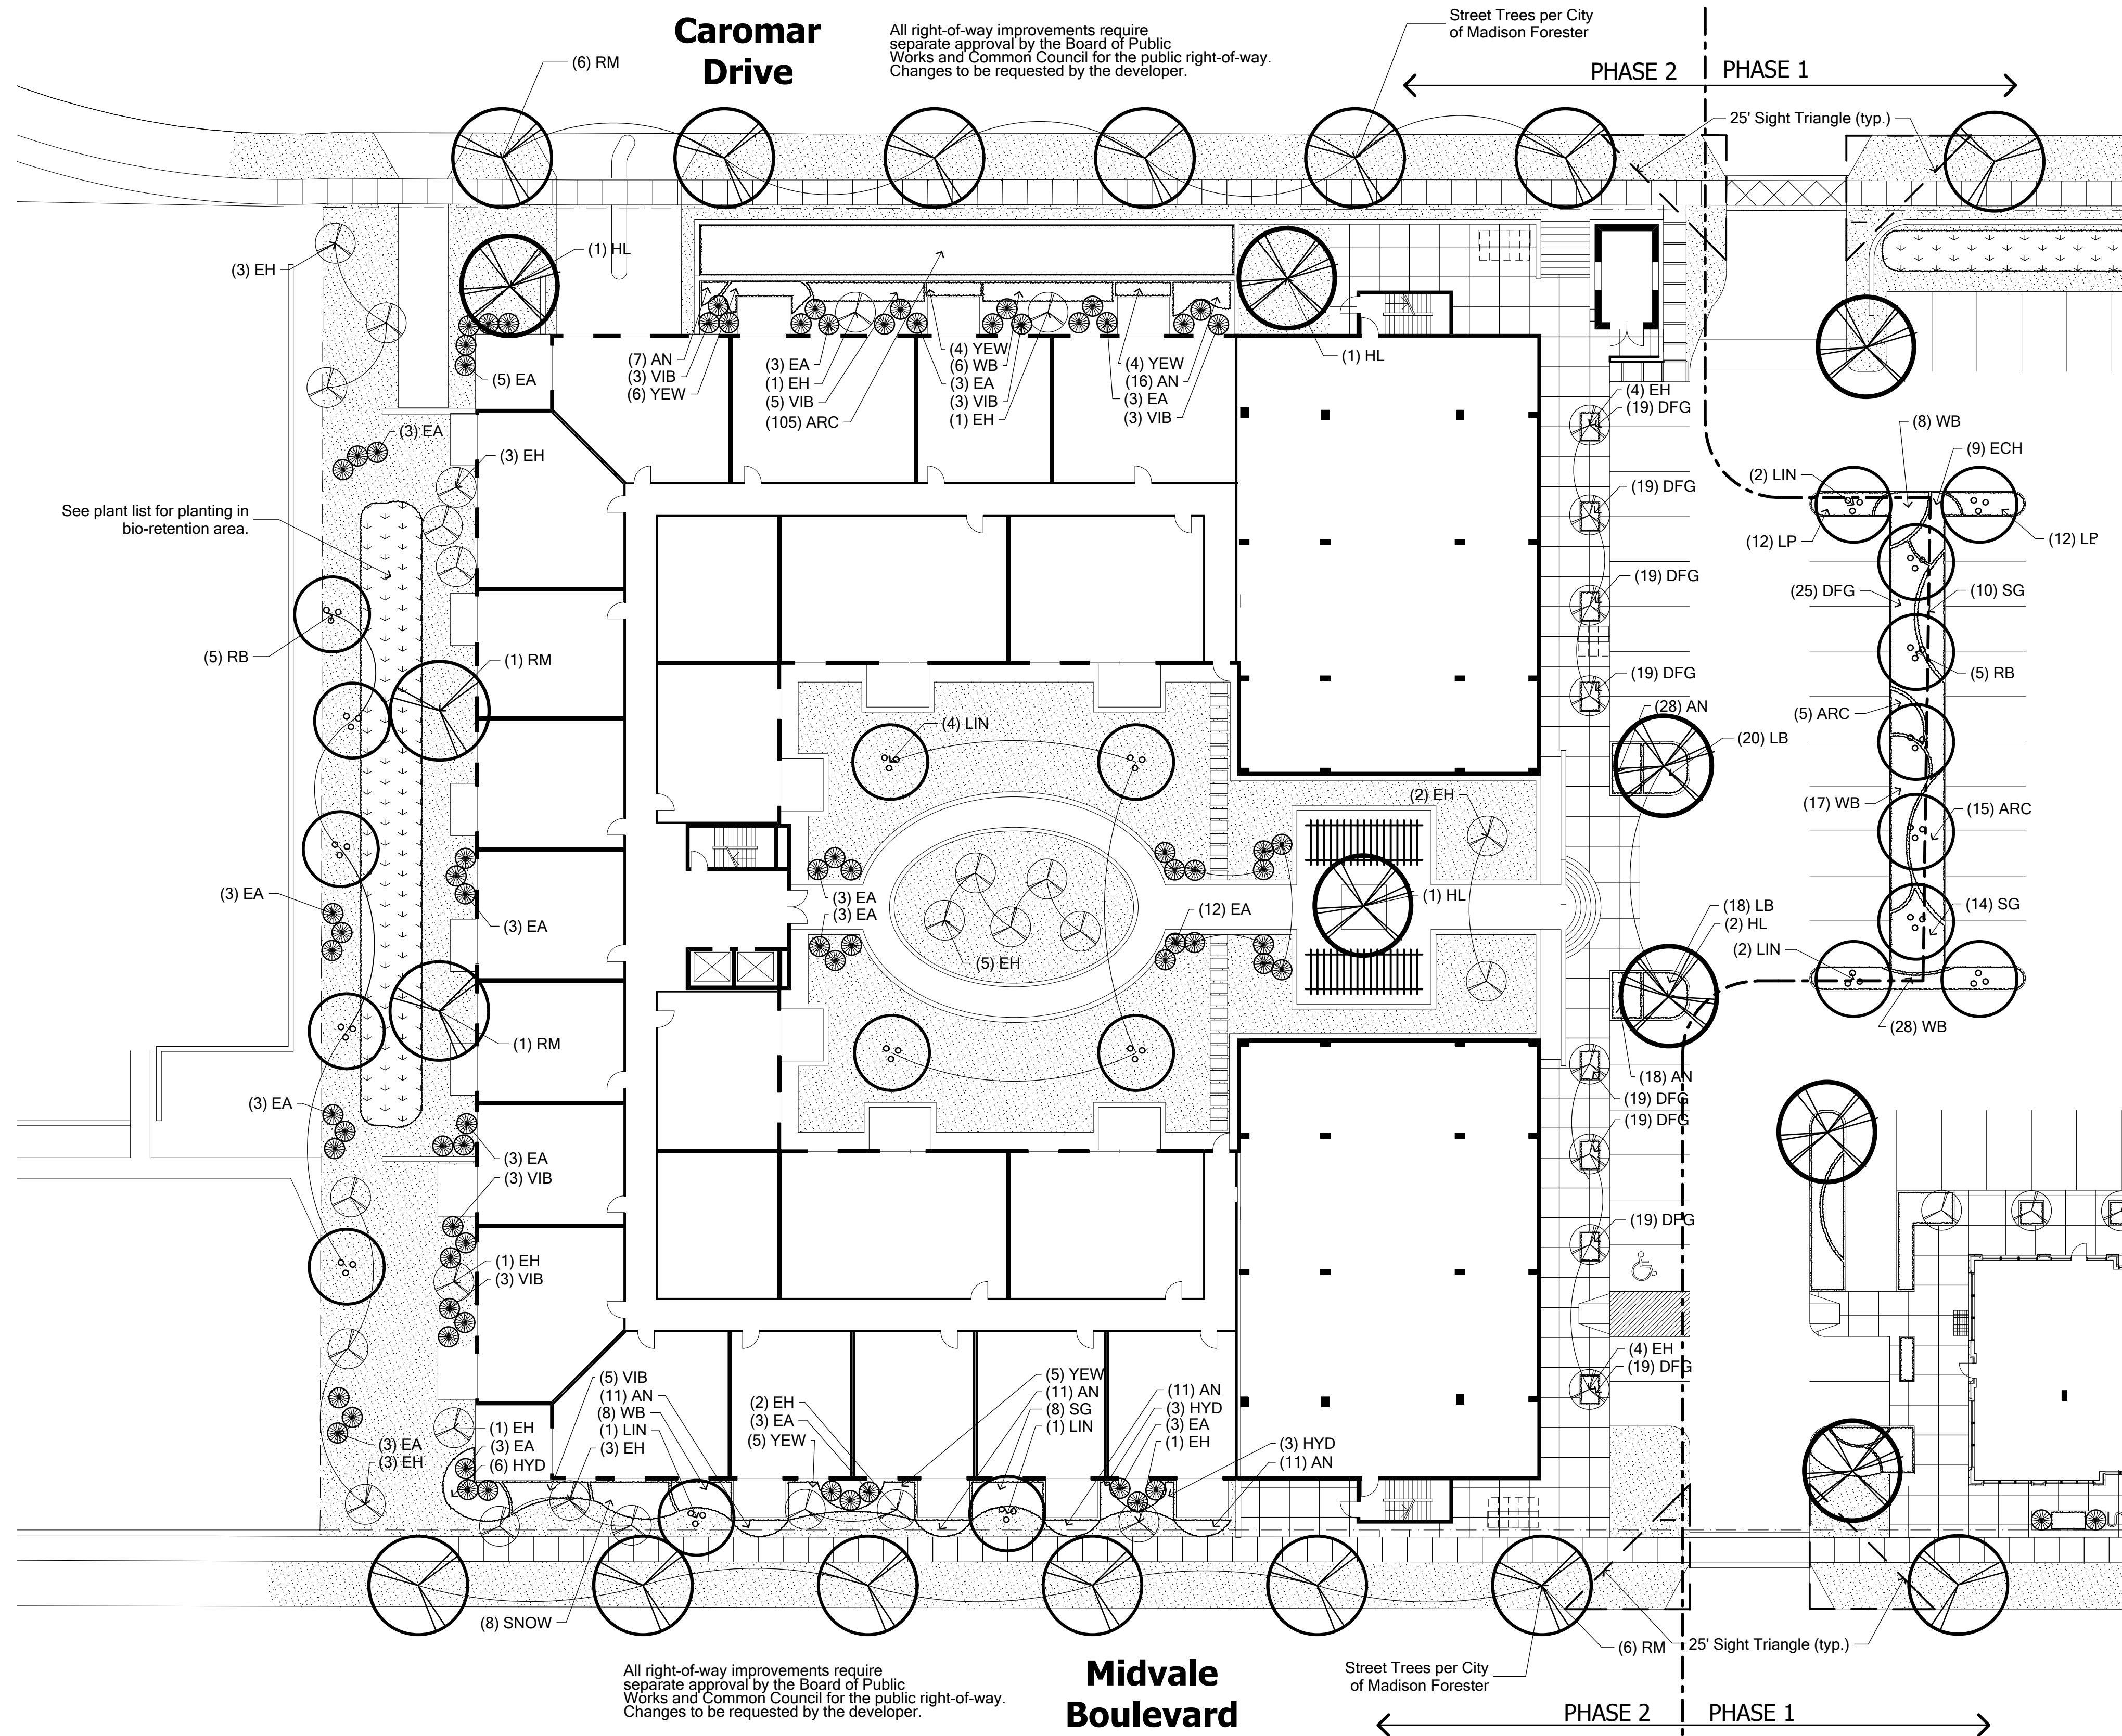 Caromar
Drive
All right-of-way improvements require
separate approval by the Board of Public
Works and Common Council for the public right-of-way.
Changes to be requested by the developer.
Street Trees per City
of Madison Forester
PHASE 2
PHASE 1
(6) RM
25' Sight Triangle (typ.)
(3) EH
(1) HL
(5) EA
(7) AN
(3) VIB
(6) YEW
(3) EA
(1) EH
(5) VIB
(105) ARC
(4) YEW
(6) WB
(3) EA
(3) VIB
(1) EH
(4) YEW
(16) AN
(3) EA
(3) VIB
(1) HL
(4) EH
(19) DFG
(8) WB
(9) ECH
(2) LIN
(3) EA
(3) EH
(19) DFG
See plant list for planting in
bio-retention area.
(12) LP
(12) LP
(19) DFG
(25) DFG
(10) SG
(5) RB
(1) RM
(19) DFG
(5) RB
(28) AN
(5) ARC
(4) LIN
(20) LB
(2) EH
(17) WB
(15) ARC
(3) EA
(3) EA
(3) EA
(12) EA
(1) HL
(18) LB
(2) HL
(14) SG
(3) EA
(2) LIN
(5) EH
(28) WB
(1) RM
(18) AN
(19) DFG
(19) DFG
(3) EA
(3) EA
(3) VIB
(19) DFG
(1) EH
(3) VIB
(4) EH
(19) DFG
(5) VIB
(11) AN
(8) WB
(1) LIN
(3) EH
(2) EH
(3) EA
(5) YEW
(5) YEW
(11) AN
(8) SG
(1) LIN
(11) AN
(3) HYD
(3) EA
(1) EH
(3) HYD
(11) AN
(3) EA
(3) EH
(1) EH
(3) EA
(6) HYD
(8) SNOW
(6) RM
25' Sight Triangle (typ.)
All right-of-way improvements require
separate approval by the Board of Public
Works and Common Council for the public right-of-way.
Changes to be requested by the developer.
Midvale
Boulevard
Street Trees per City
of Madison Forester
PHASE 2
PHASE 1